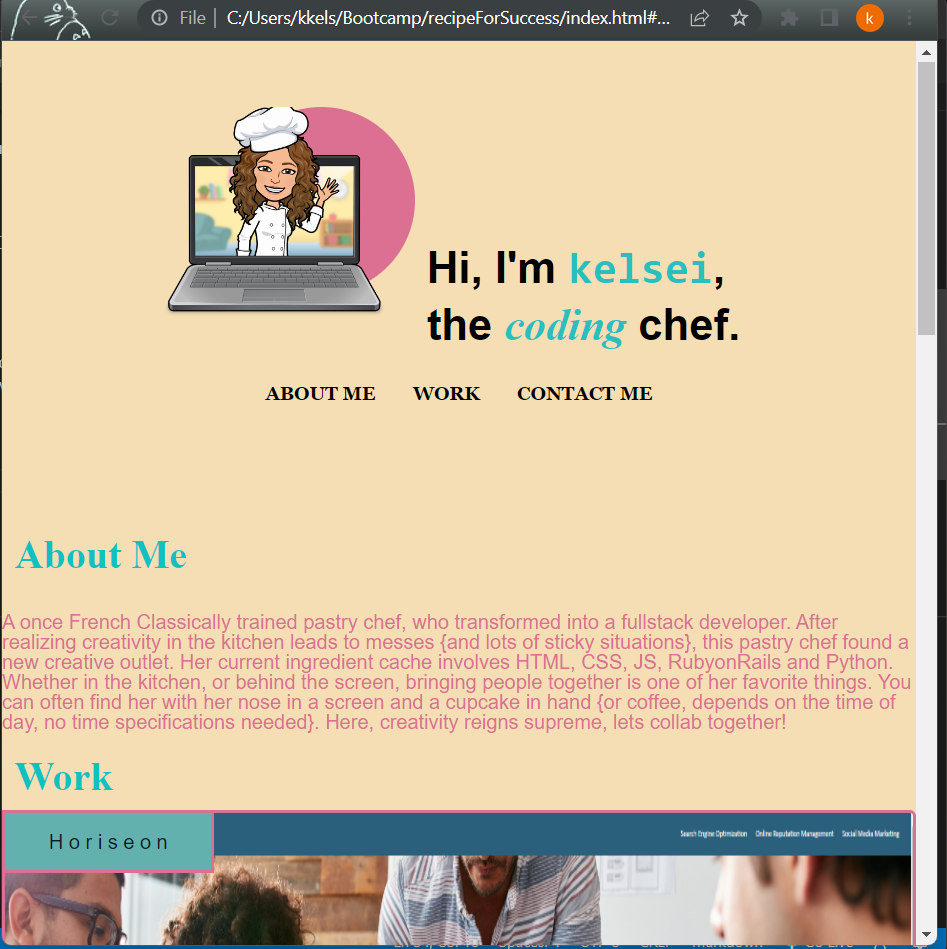 File | C:/Users/kkels/Bootcamp/recipeForSuccess/index.html#... k
Hi, I'm kelsei,
the coding chef.
ABOUT ME WORK CONTACT ME
About Me
A once French Classically trained pastry chef, who transformed into a fullstack developer. After
realizing creativity in the kitchen leads to messes {and lots of sticky situations}, this pastry chef found a
new creative outlet. Her current ingredient cache involves HTML, CSS, JS, RubyonRails and Python.
Whether in the kitchen, or behind the screen, bringing people together is one of her favorite things. You
can often find her with her nose in a screen and a cupcake in hand {or coffee, depends on the time of
day, no time specifications needed}. Here, creativity reigns supreme, lets collab together!
Work
Search Engine Optimization Online Reputation Management Social Media Marketing
Horiseon